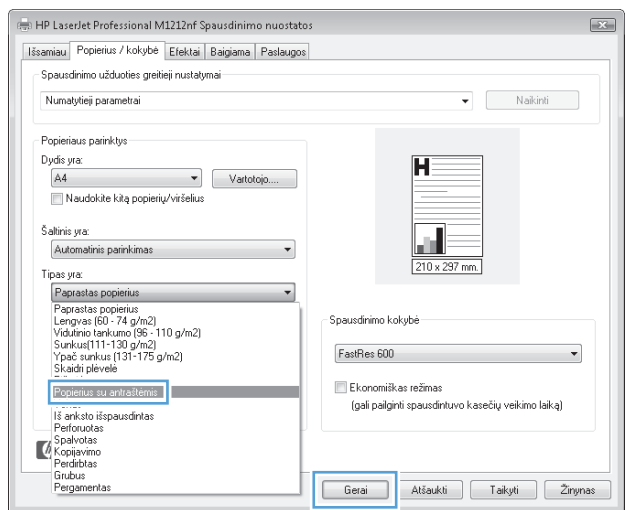 HP LaserJet Professional M1212nf Spausdinimo nuostatos
Išsamiau Popierius / kokybė Efektai Baigiama Paslaugos
Spausdinimo užduoties greitieji nustatymai
Numatytieji parametrai Naikinti
Popieriaus parinktys
Dydis yra:
A4 Vartotojo....
Naudokite kitą popierių/viršelius
Šaltinis yra:
Automatinis parinkimas
Tipas yra:
Paprastas popierius
Paprastas popierius
Lengvas (60 - 74 g/m2)
Vidutinio tankumo (96 - 110 g/m2)
Sunkus(111-130 g/m2)
Ypač sunkus (131-175 g/m2)
Skaidri plėvelė
Popierius su antraštėmis
Iš anksto išspausdintas
Perforuotas
Spalvotas
Kopijavimo
Perdirbtas
Grubus
Pergamentas
H
210 x 297 mm.
Spausdinimo kokybė
FastRes 600
Ekonomiškas režimas
(gali pailginti spausdintuvo kasečių veikimo laiką)
Gerai Atšaukti Taikyti Žinynas